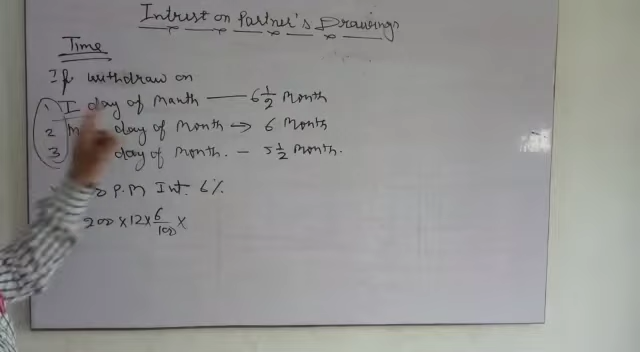 Intrest on Partner's Drawings
Time
If withdraw on
1 I day of Month — 6 1/2 Month
2 M day of Month → 6 Month
3 day of Month. — 5 1/2 Month.
P.M Int. 6%
200 × 12 × 6/100 ×